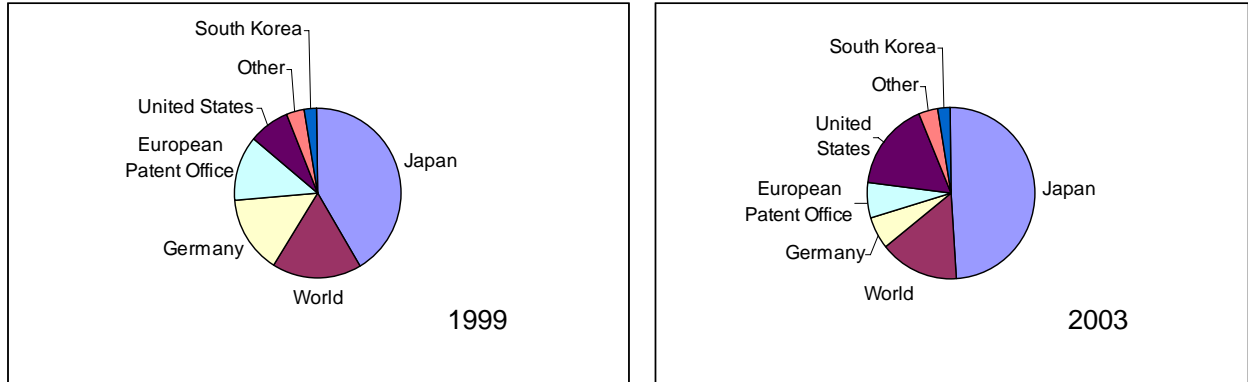 South Korea
Other
United States
European
Patent Office
Germany
World
Japan
1999
South Korea
Other
United
States
European
Patent Office
Germany
World
Japan
2003